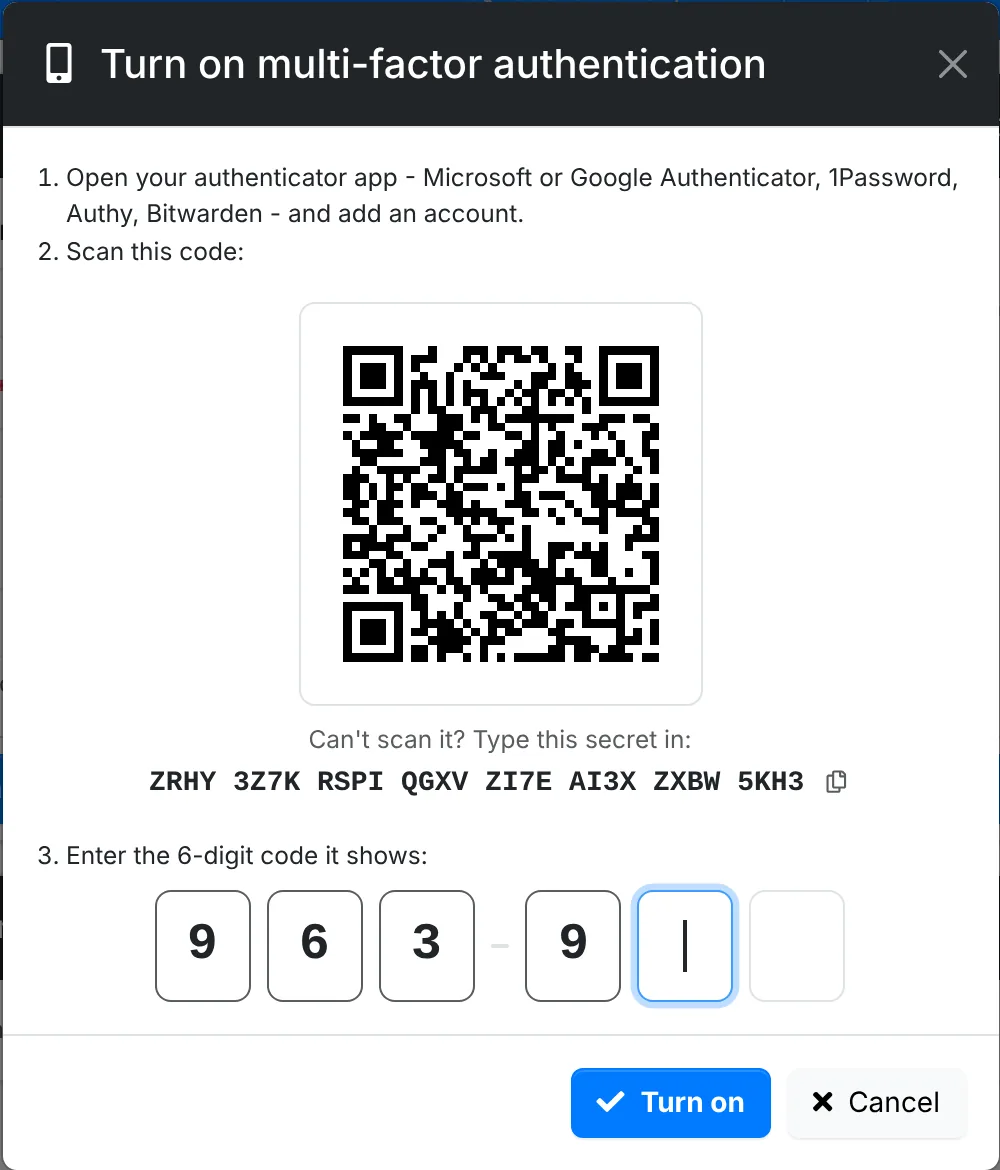 Turn on multi-factor authentication
1. Open your authenticator app - Microsoft or Google Authenticator, 1Password,
Authy, Bitwarden - and add an account.
2. Scan this code:
Can't scan it? Type this secret in:
ZRHY 3Z7K RSPI QGXV ZI7E AI3X ZXBW 5KH3
3. Enter the 6-digit code it shows:
9 6 3 – 9
Turn on
Cancel